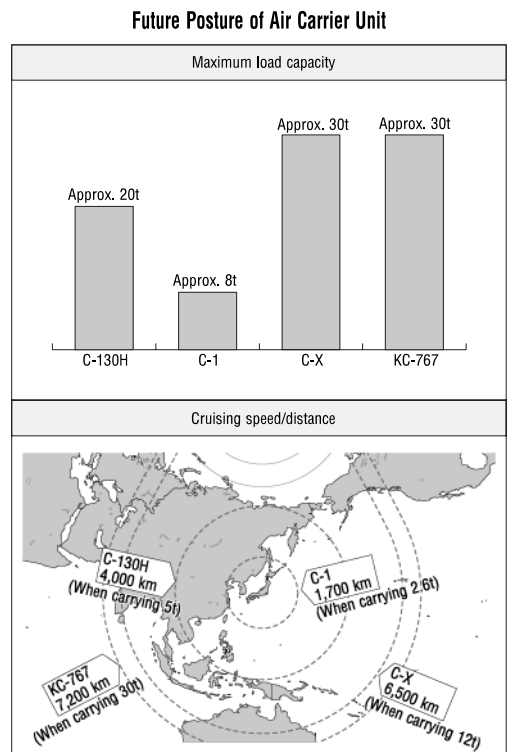 Future Posture of Air Carrier Unit
Maximum load capacity
Approx. 30t
Approx. 30t
Approx. 20t
Approx. 8t
C-130H
C-1
C-X
KC-767
Cruising speed/distance
C-130H
4,000 km
(When carrying 5t)
C-1
1,700 km
(When carrying 2.6t)
KC-767
7,200 km
(When carrying 30t)
C-X
6,500 km
(When carrying 12t)